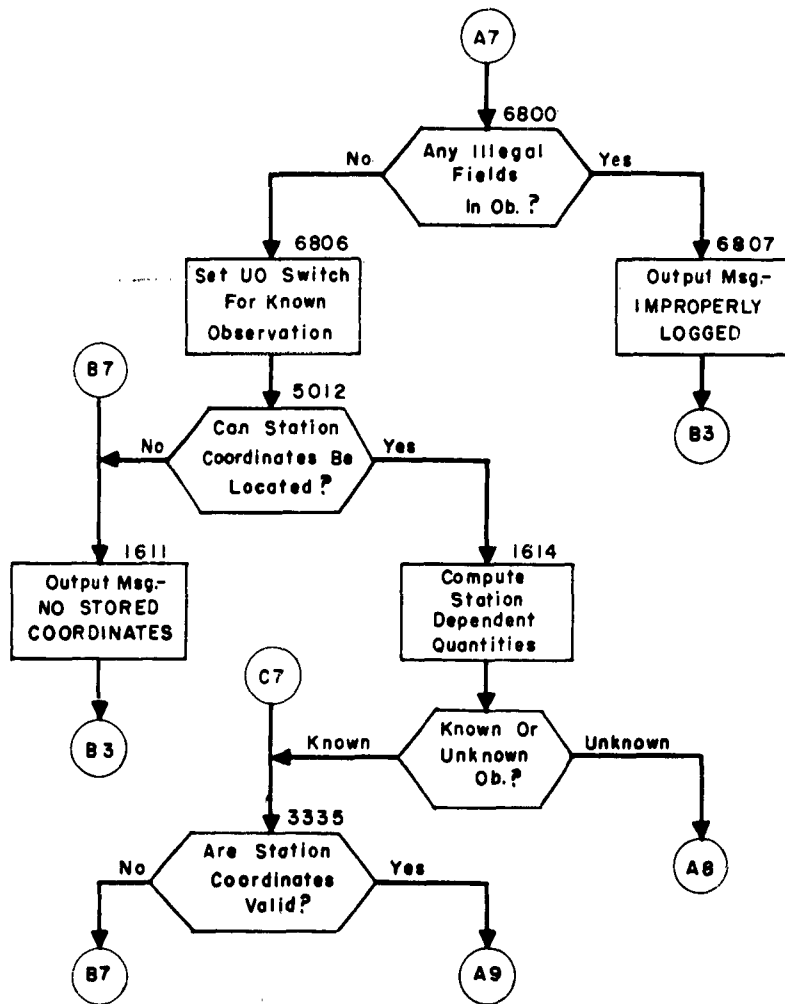 A7
6800
Any Illegal
Fields
In Ob.?
No
Yes
6806
Set UO Switch
For Known
Observation
6807
Output Msg.-
IMPROPERLY
LOGGED
B7
B3
5012
Can Station
Coordinates Be
Located?
No
Yes
1611
Output Msg.-
NO STORED
COORDINATES
1614
Compute
Station
Dependent
Quantities
B3
C7
Known Or
Unknown
Ob.?
Known
Unknown
3335
Are Station
Coordinates
Valid?
No
Yes
A8
B7
A9